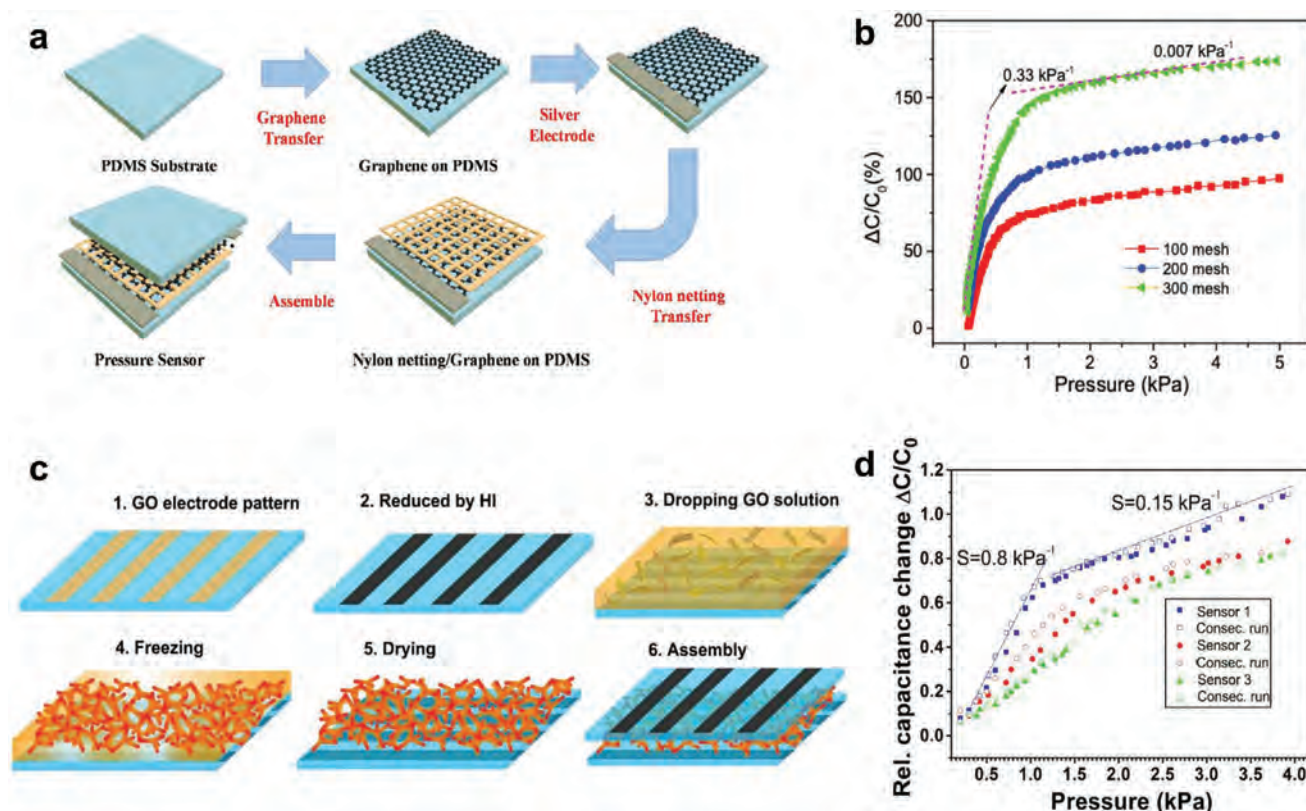 a
PDMS Substrate
Graphene
Transfer
Graphene on PDMS
Silver
Electrode
Nylon netting
Transfer
Nylon netting/Graphene on PDMS
Assemble
Pressure Sensor
b
200
150
100
50
0
ΔC/C₀(%)
0.33 kPa⁻¹
0.007 kPa⁻¹
100 mesh
200 mesh
300 mesh
0 1 2 3 4 5
Pressure (kPa)
c
1. GO electrode pattern
2. Reduced by HI
3. Dropping GO solution
4. Freezing
5. Drying
6. Assembly
d
Rel. capacitance change ΔC/C₀
1.2
1.0
0.8
0.6
0.4
0.2
0.0
S=0.15 kPa⁻¹
S=0.8 kPa⁻¹
Sensor 1
Consec. run
Sensor 2
Consec. run
Sensor 3
Consec. run
0.5 1.0 1.5 2.0 2.5 3.0 3.5 4.0
Pressure (kPa)